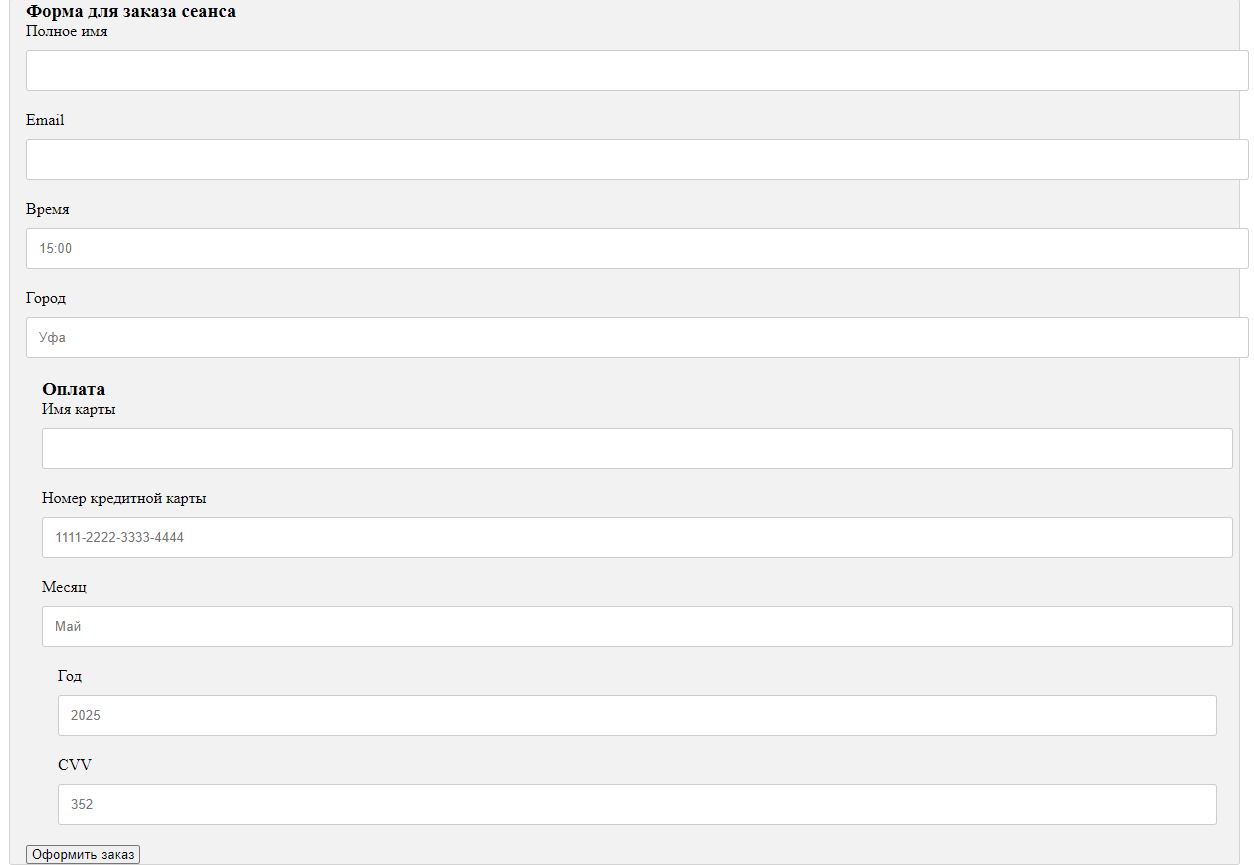 Форма для заказа сеанса
Полное имя
Email
Время
15:00
Город
Уфа
Оплата
Имя карты
Номер кредитной карты
1111-2222-3333-4444
Месяц
Май
Год
2025
CVV
352
Оформить заказ